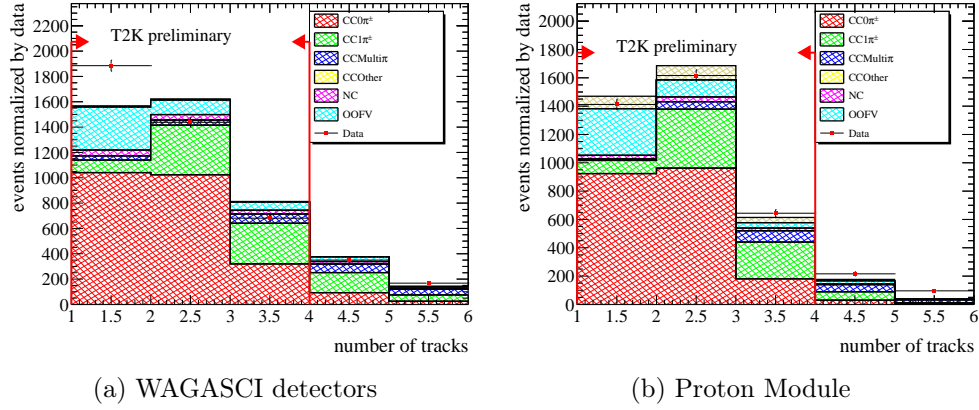 events normalized by data
2200
2000
1800
1600
1400
1200
1000
800
600
400
200
0
T2K preliminary
CC0π±
CC1π±
CCMultiπ
CCOther
NC
OOFV
Data
1 1.5 2 2.5 3 3.5 4 4.5 5 5.5 6
number of tracks
(a) WAGASCI detectors
events normalized by data
2000
1800
1600
1400
1200
1000
800
600
400
200
0
T2K preliminary
CC0π±
CC1π±
CCMultiπ
CCOther
NC
OOFV
Data
1 1.5 2 2.5 3 3.5 4 4.5 5 5.5 6
number of tracks
(b) Proton Module